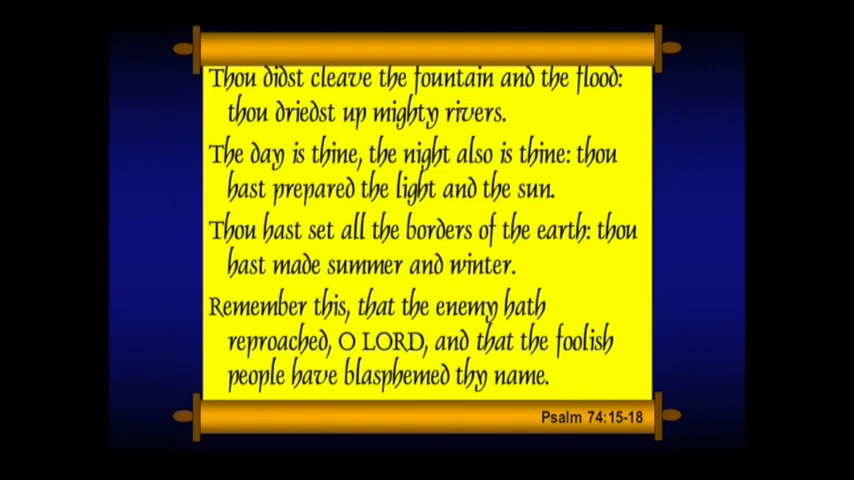 Thou didst cleave the fountain and the flood:
thou driedst up mighty rivers.
The day is thine, the night also is thine: thou
hast prepared the light and the sun.
Thou hast set all the borders of the earth: thou
hast made summer and winter.
Remember this, that the enemy hath
reproached, O LORD, and that the foolish
people have blasphemed thy name.
Psalm 74:15-18